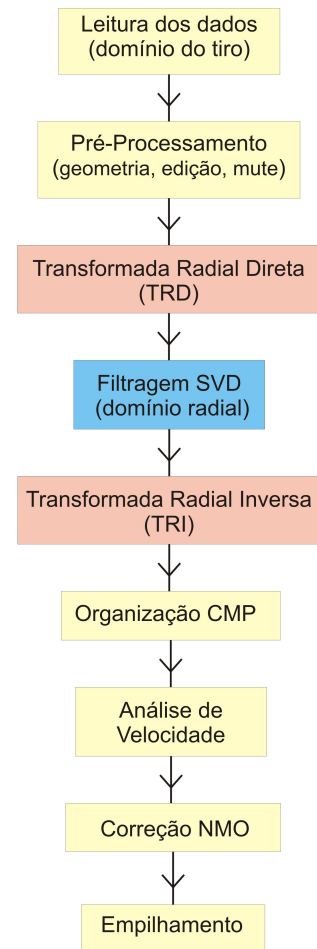 Leitura dos dados
(domínio do tiro)
Pré-Processamento
(geometria, edição, mute)
Transformada Radial Direta
(TRD)
Filtragem SVD
(domínio radial)
Transformada Radial Inversa
(TRI)
Organização CMP
Análise de
Velocidade
Correção NMO
Empilhamento